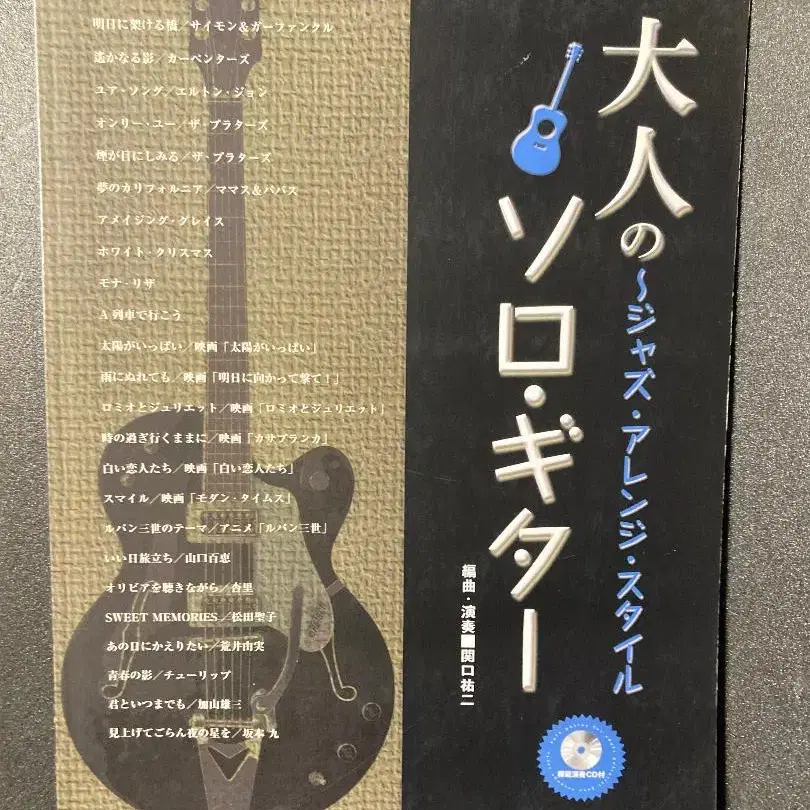 大人の
ソロ・ギター
～ジャズ・アレンジ・スタイル
編曲・演奏■関口祐二
模範演奏CD付
明日に架ける橋／サイモン＆ガーファンクル
遙かなる影／カーペンターズ
ユア・ソング／エルトン・ジョン
オンリー・ユー／ザ・プラターズ
煙が目にしみる／ザ・プラターズ
夢のカリフォルニア／ママス＆パパス
アメイジング・グレイス
ホワイト・クリスマス
モナ・リザ
A 列車で行こう
太陽がいっぱい／映画「太陽がいっぱい」
雨にぬれても／映画「明日に向かって撃て！」
ロミオとジュリエット／映画「ロミオとジュリエット」
時の過ぎ行くままに／映画「カサブランカ」
白い恋人たち／映画「白い恋人たち」
スマイル／映画「モダン・タイムス」
ルパン三世のテーマ／アニメ「ルパン三世」
いい日旅立ち／山口百恵
オリビアを聴きながら／杏里
SWEET MEMORIES／松田聖子
あの日にかえりたい／荒井由実
青春の影／チューリップ
君といつまでも／加山雄三
見上げてごらん夜の星を／坂本 九